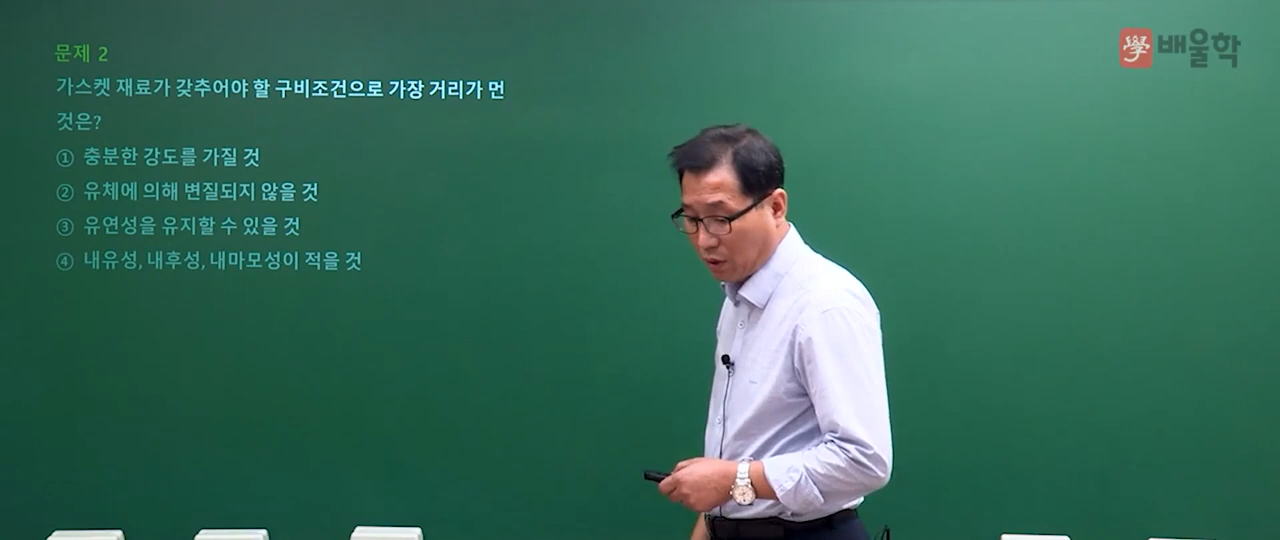 문제 2
가스켓 재료가 갖추어야 할 구비조건으로 가장 거리가 먼
것은?
① 충분한 강도를 가질 것
② 유체에 의해 변질되지 않을 것
③ 유연성을 유지할 수 있을 것
④ 내유성, 내후성, 내마모성이 적을 것
學 배울학